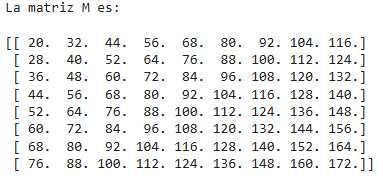 La matriz M es:
[[ 20. 32. 44. 56. 68. 80. 92. 104. 116.]
[ 28. 40. 52. 64. 76. 88. 100. 112. 124.]
[ 36. 48. 60. 72. 84. 96. 108. 120. 132.]
[ 44. 56. 68. 80. 92. 104. 116. 128. 140.]
[ 52. 64. 76. 88. 100. 112. 124. 136. 148.]
[ 60. 72. 84. 96. 108. 120. 132. 144. 156.]
[ 68. 80. 92. 104. 116. 128. 140. 152. 164.]
[ 76. 88. 100. 112. 124. 136. 148. 160. 172.]]